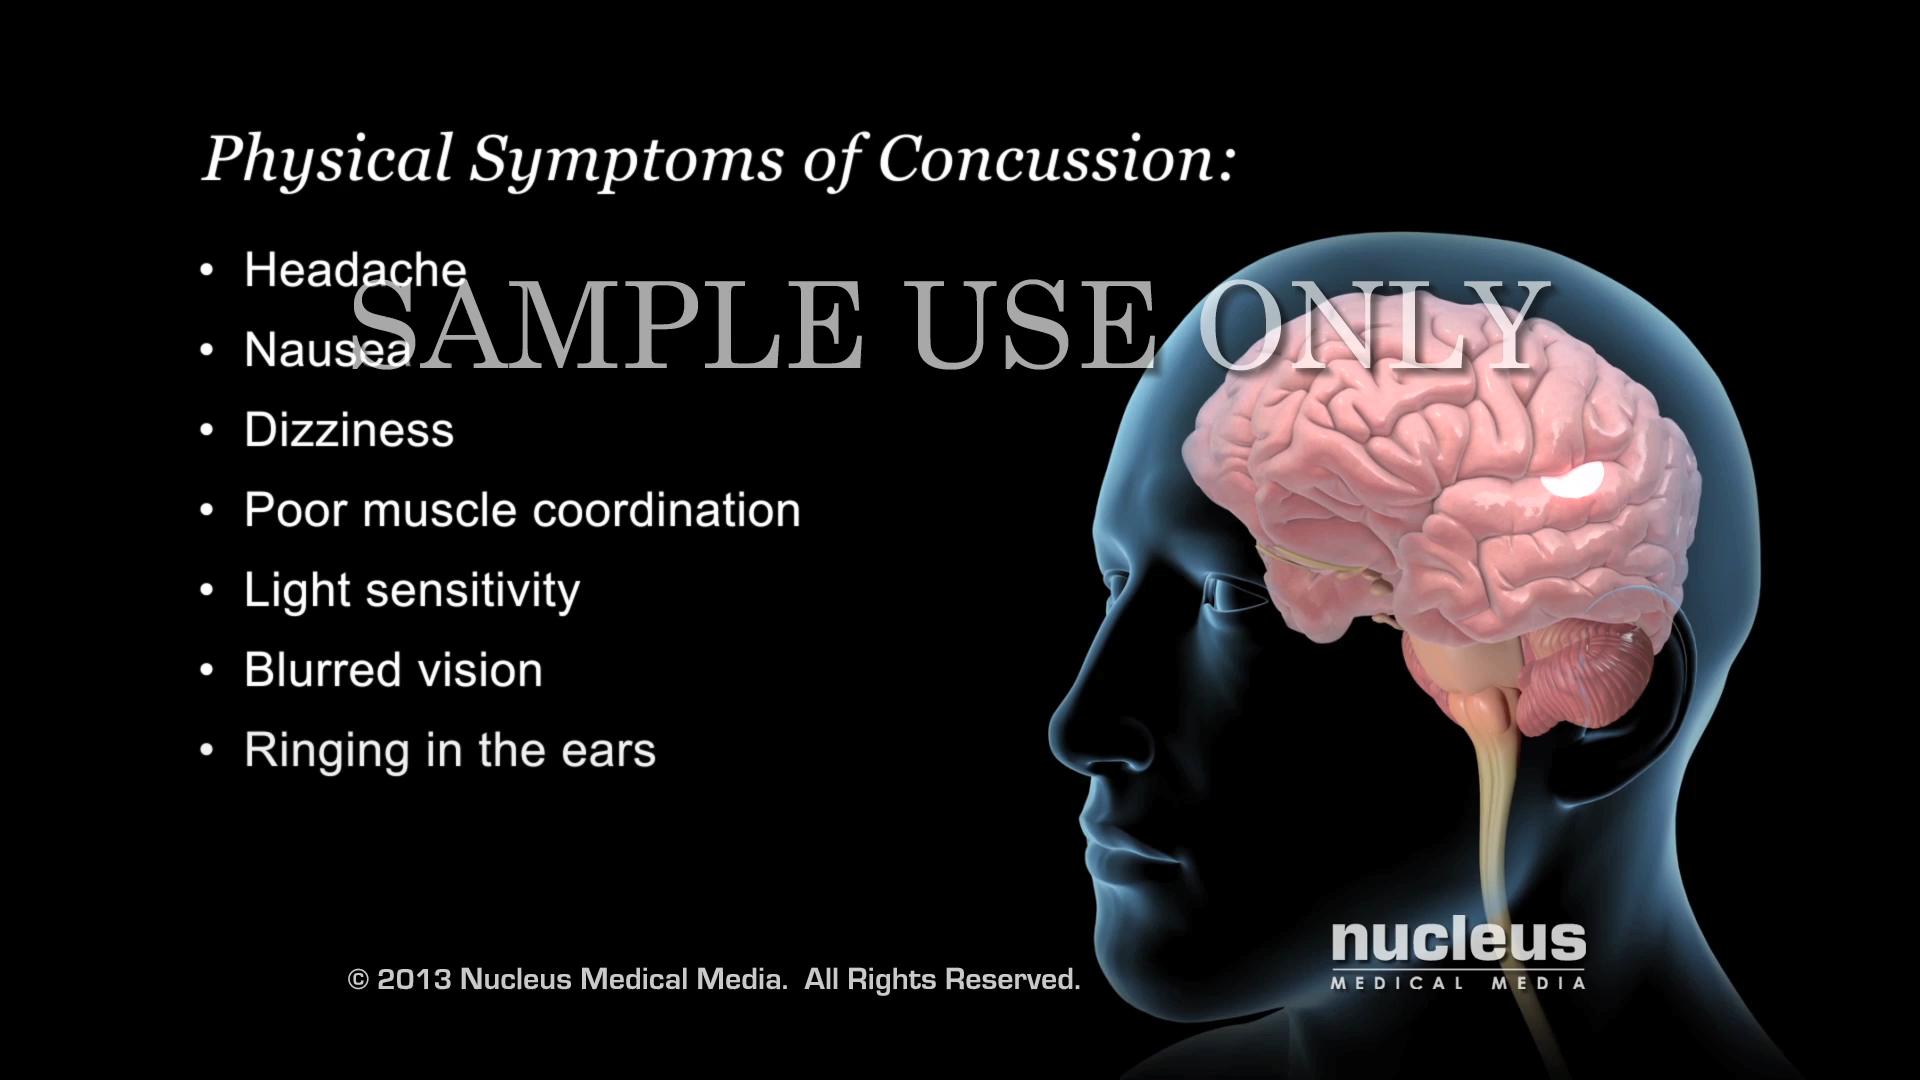 Physical Symptoms of Concussion:
• Headache
SAMPLE USE ONLY
• Nausea
• Dizziness
• Poor muscle coordination
• Light sensitivity
• Blurred vision
• Ringing in the ears
nucleus
MEDICAL MEDIA
© 2013 Nucleus Medical Media. All Rights Reserved.